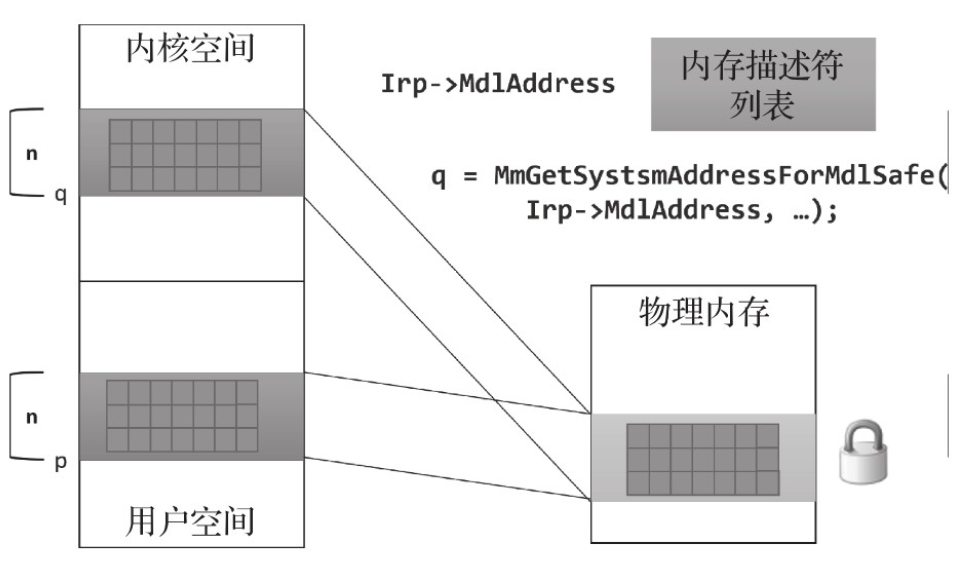 内核空间
Irp->MdlAddress
内存描述符
列表
n
q
q = MmGetSystsmAddressForMdlSafe(
Irp->MdlAddress, …);
物理内存
n
p
用户空间